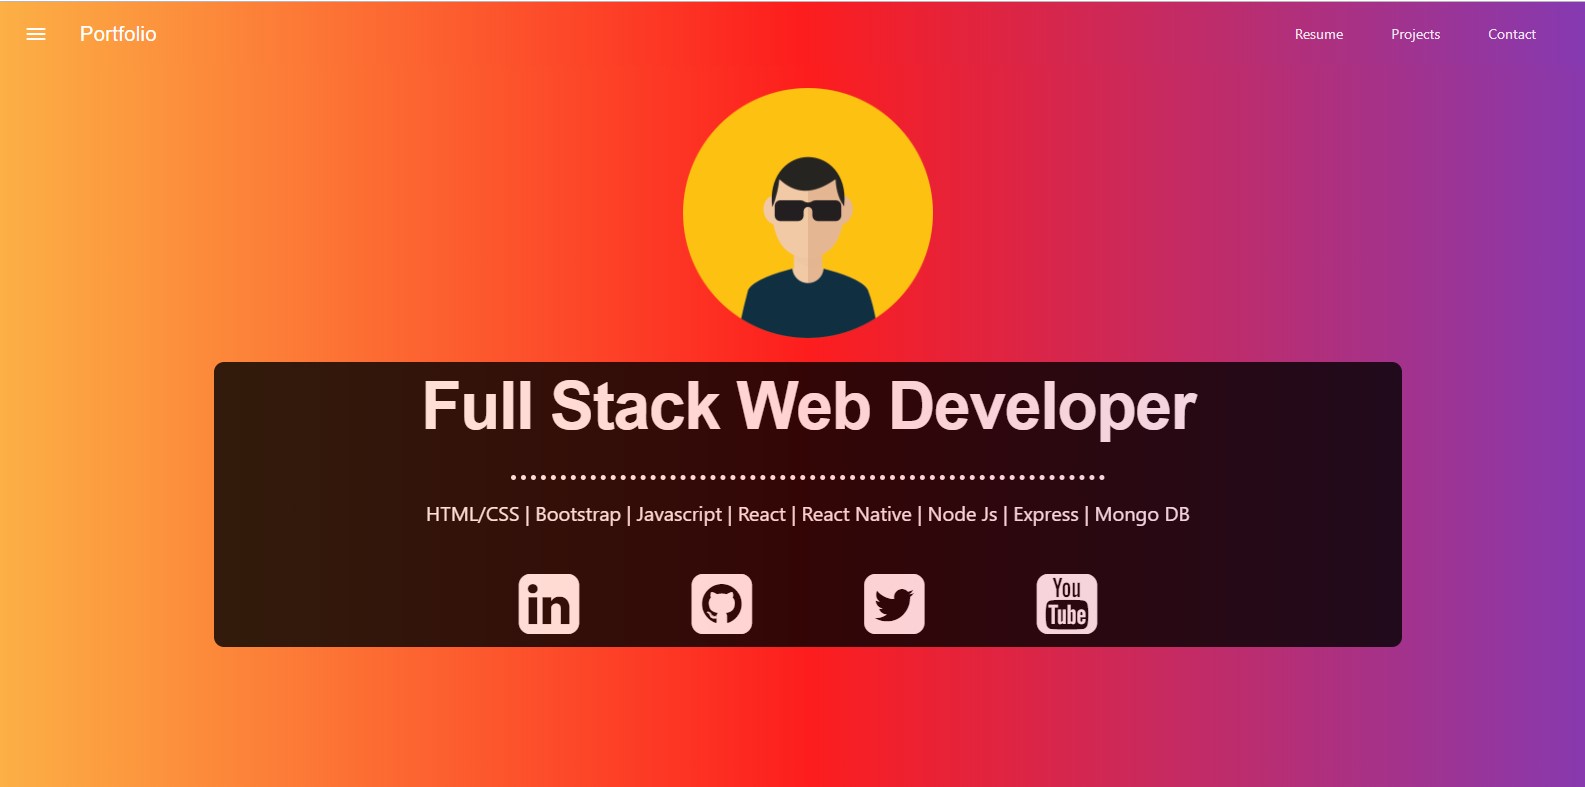 Portfolio
Resume Projects Contact
Full Stack Web Developer
HTML/CSS | Bootstrap | Javascript | React | React Native | Node Js | Express | Mongo DB
in
You
Tube